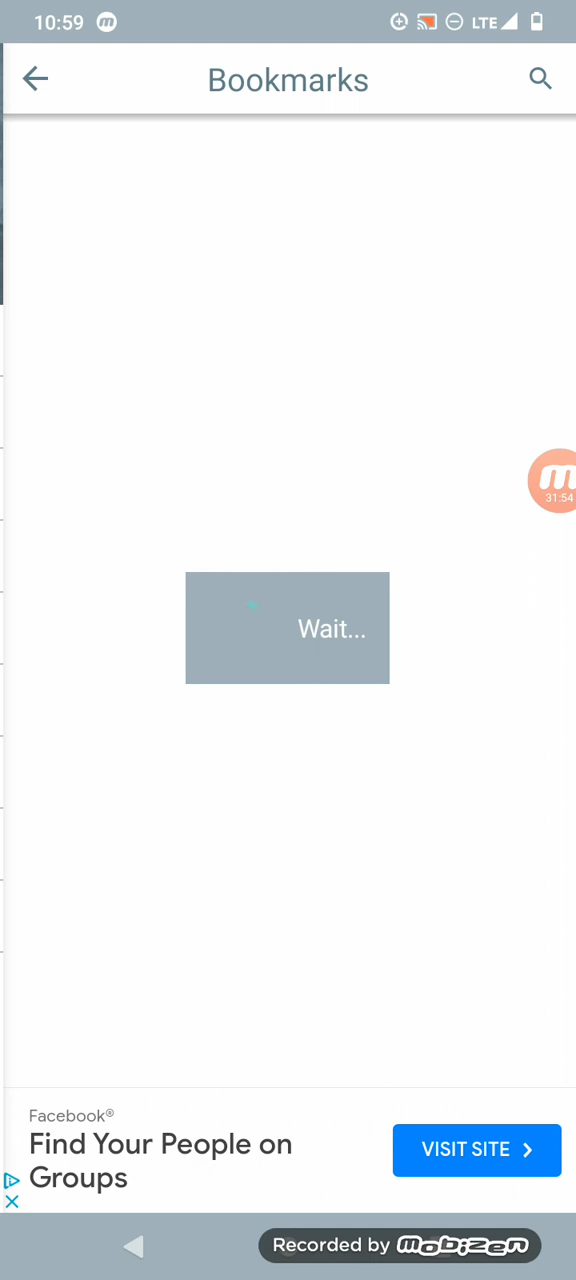 10:59
LTE
Bookmarks
31:54
Wait...
Facebook®
Find Your People on
Groups
VISIT SITE
Recorded by mobizen